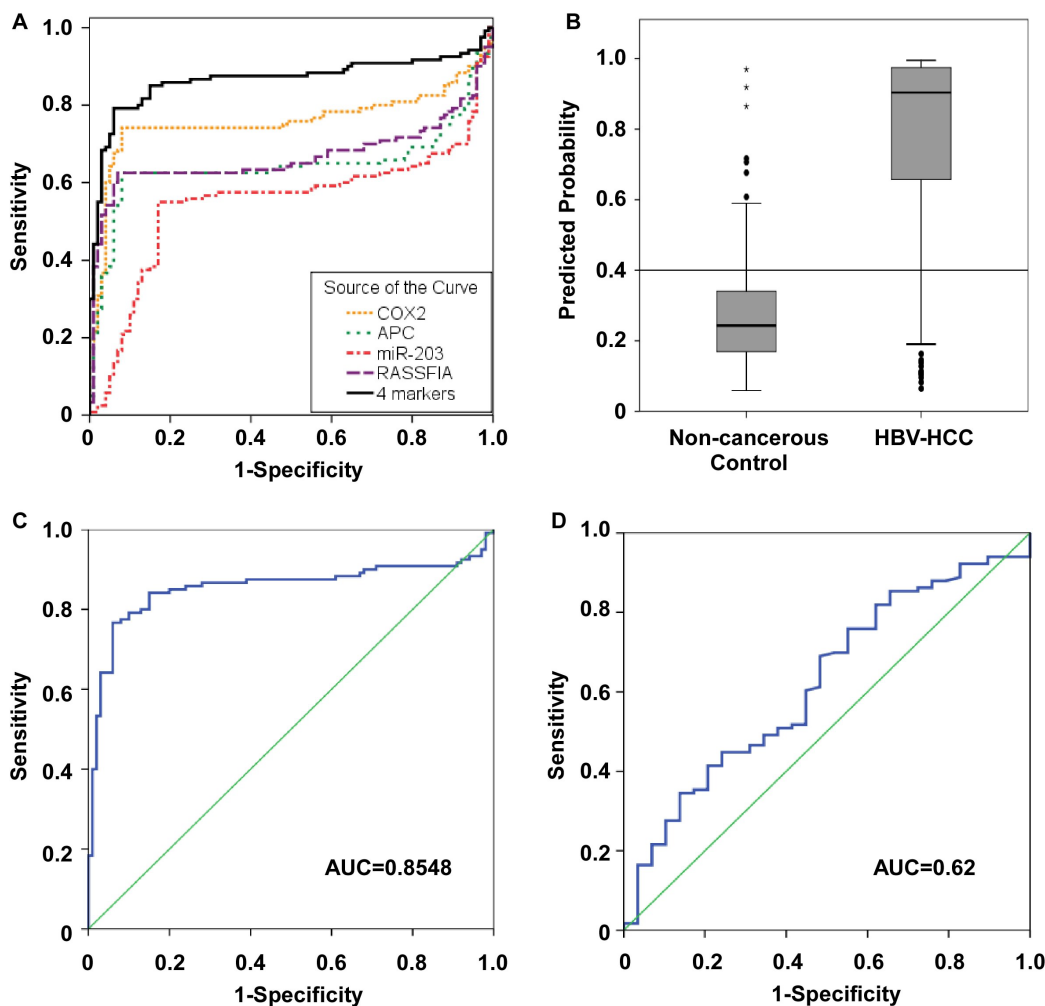 A
1.0
0.8
0.6
0.4
0.2
0
Sensitivity
Source of the Curve
COX2
APC
miR-203
RASSFIA
4 markers
0 0.2 0.4 0.6 0.8 1.0
1-Specificity
B
1.0
0.8
0.6
0.4
0.2
0
Predicted Probability
Non-cancerous
Control
HBV-HCC
C
1.0
0.8
0.6
0.4
0.2
0
Sensitivity
AUC=0.8548
0 0.2 0.4 0.6 0.8 1.0
1-Specificity
D
1.0
0.8
0.6
0.4
0.2
0
Sensitivity
AUC=0.62
0 0.2 0.4 0.6 0.8 1.0
1-Specificity